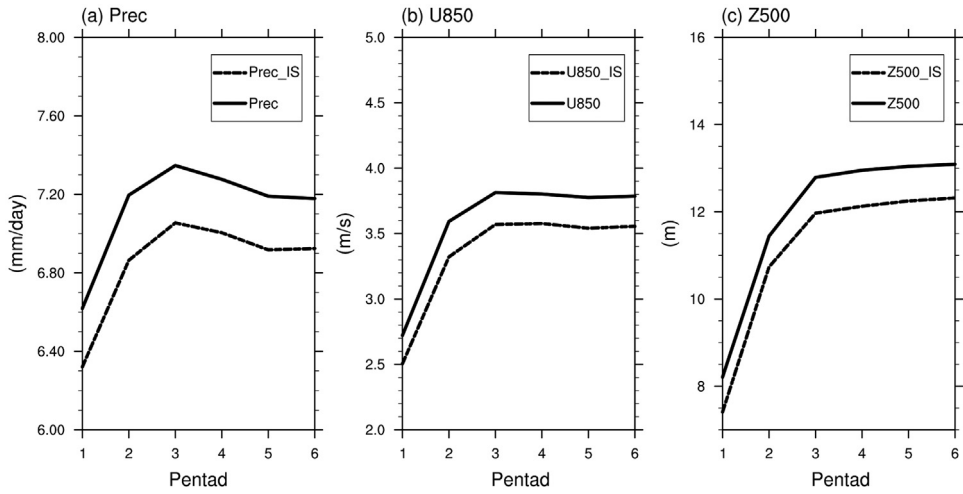 (a) Prec
8.00
7.60
7.20
6.80
6.40
6.00
(mm/day)
Prec_IS
Prec
1 2 3 4 5 6
Pentad
(b) U850
5.0
4.5
4.0
3.5
3.0
2.5
2.0
(m/s)
U850_IS
U850
1 2 3 4 5 6
Pentad
(c) Z500
16
14
12
10
8
(m)
Z500_IS
Z500
1 2 3 4 5 6
Pentad